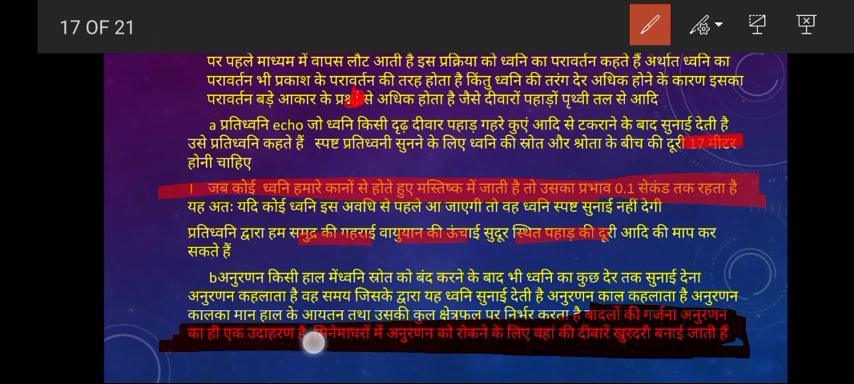 17 OF 21
पर पहले माध्यम में वापस लौट आती है इस प्रक्रिया को ध्वनि का परावर्तन कहते हैं अर्थात ध्वनि का
परावर्तन भी प्रकाश के परावर्तन की तरह होता है किंतु ध्वनि की तरंग देर अधिक होने के कारण इसका
परावर्तन बड़े आकार के से अधिक होता है जैसे दीवारों पहाड़ों पृथ्वी तल से आदि
a प्रतिध्वनि echo जो ध्वनि किसी दृढ़ दीवार पहाड़ गहरे कुएं आदि से टकराने के बाद सुनाई देती है
उसे प्रतिध्वनि कहते हैं स्पष्ट प्रतिध्वनी सुनने के लिए ध्वनि की स्रोत और श्रोता के बीच की दूरी 17 मीटर
होनी चाहिए
I जब कोई ध्वनि हमारे कानों से होते हुए मस्तिष्क में जाती है तो उसका प्रभाव 0.1 सेकंड तक रहता है
यह अतः यदि कोई ध्वनि इस अवधि से पहले आ जाएगी तो वह ध्वनि स्पष्ट सुनाई नहीं देगी
प्रतिध्वनि द्वारा हम समुद्र की गहराई वायुयान की ऊंचाई सुदूर स्थित पहाड़ की दूरी आदि की माप कर
सकते हैं
bअनुरणन किसी हाल मेंध्वनि स्रोत को बंद करने के बाद भी ध्वनि का कुछ देर तक सुनाई देना
अनुरणन कहलाता है वह समय जिसके द्वारा यह ध्वनि सुनाई देती है अनुरणन काल कहलाता है अनुरणन
कालका मान हाल के आयतन तथा उसकी कुल क्षेत्रफल पर निर्भर करता है बादलों की गर्जना अनुरणन
का ही एक उदाहरण है सिनेमाघरों में अनुरणन को रोकने के लिए वहां की दीवारें खुरदरी बनाई जाती हैं